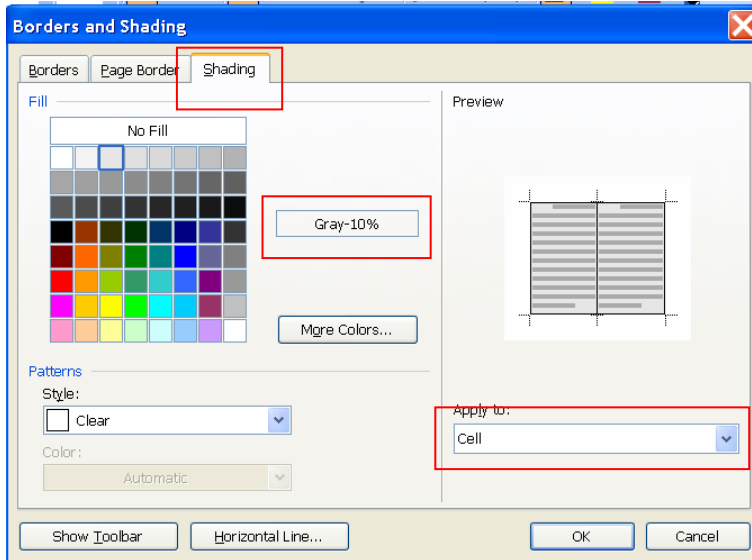 Borders and Shading
Borders Page Border Shading
Fill
Preview
No Fill
Gray-10%
More Colors...
Patterns
Style:
Clear
Apply to:
Cell
Color:
Automatic
Show Toolbar Horizontal Line... OK Cancel